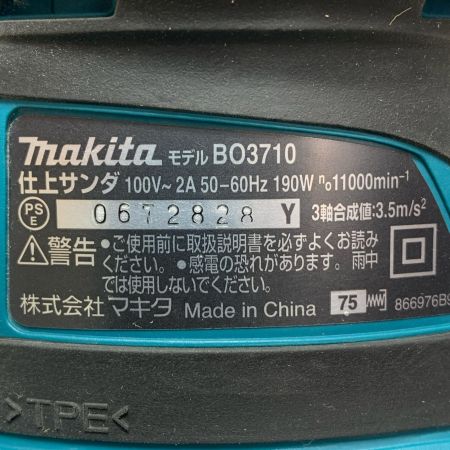 makita モデル BO3710
仕上サンダ 100V~ 2A 50-60Hz 190W n₀11000min⁻¹
PS E 0672828 Y 3軸合成値:3.5m/s²
⚠警告 •ご使用前に取扱説明書を必ずよくお読み
ください。 •感電の恐れがあります。雨中
では使用しないでください。
株式会社マキタ Made in China 75 866976B9
>TPE<